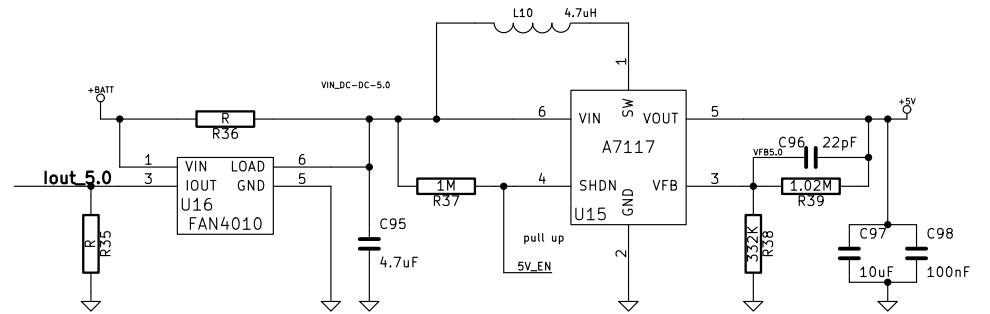 L10 4.7uH
+BATT
VIN_DC-DC-5.0
+5V
R
R36
1
6 VIN SW VOUT 5
A7117
C96 22pF
VFB5.0
1 VIN LOAD 6
Iout_5.0 3 IOUT GND 5
U16
FAN4010
1M
R37
4 SHDN VFB 3
GND
U15
1.02M
R39
R
R35
C95
4.7uF
pull up
5V_EN
2
332K
R38
C97
10uF
C98
100nF